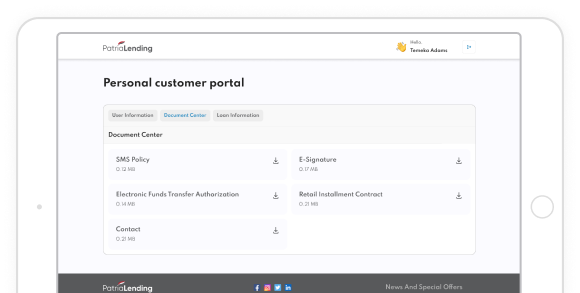 PatriaLending
Hello,
Temeka Adams
Personal customer portal
User Information Document Center Loan Information
Document Center
SMS Policy
0.12 MB
E-Signature
0.17 MB
Electronic Funds Transfer Authorization
0.14 MB
Retail Installment Contract
0.21 MB
Contact
0.21 MB
PatriaLending
News And Special Offers